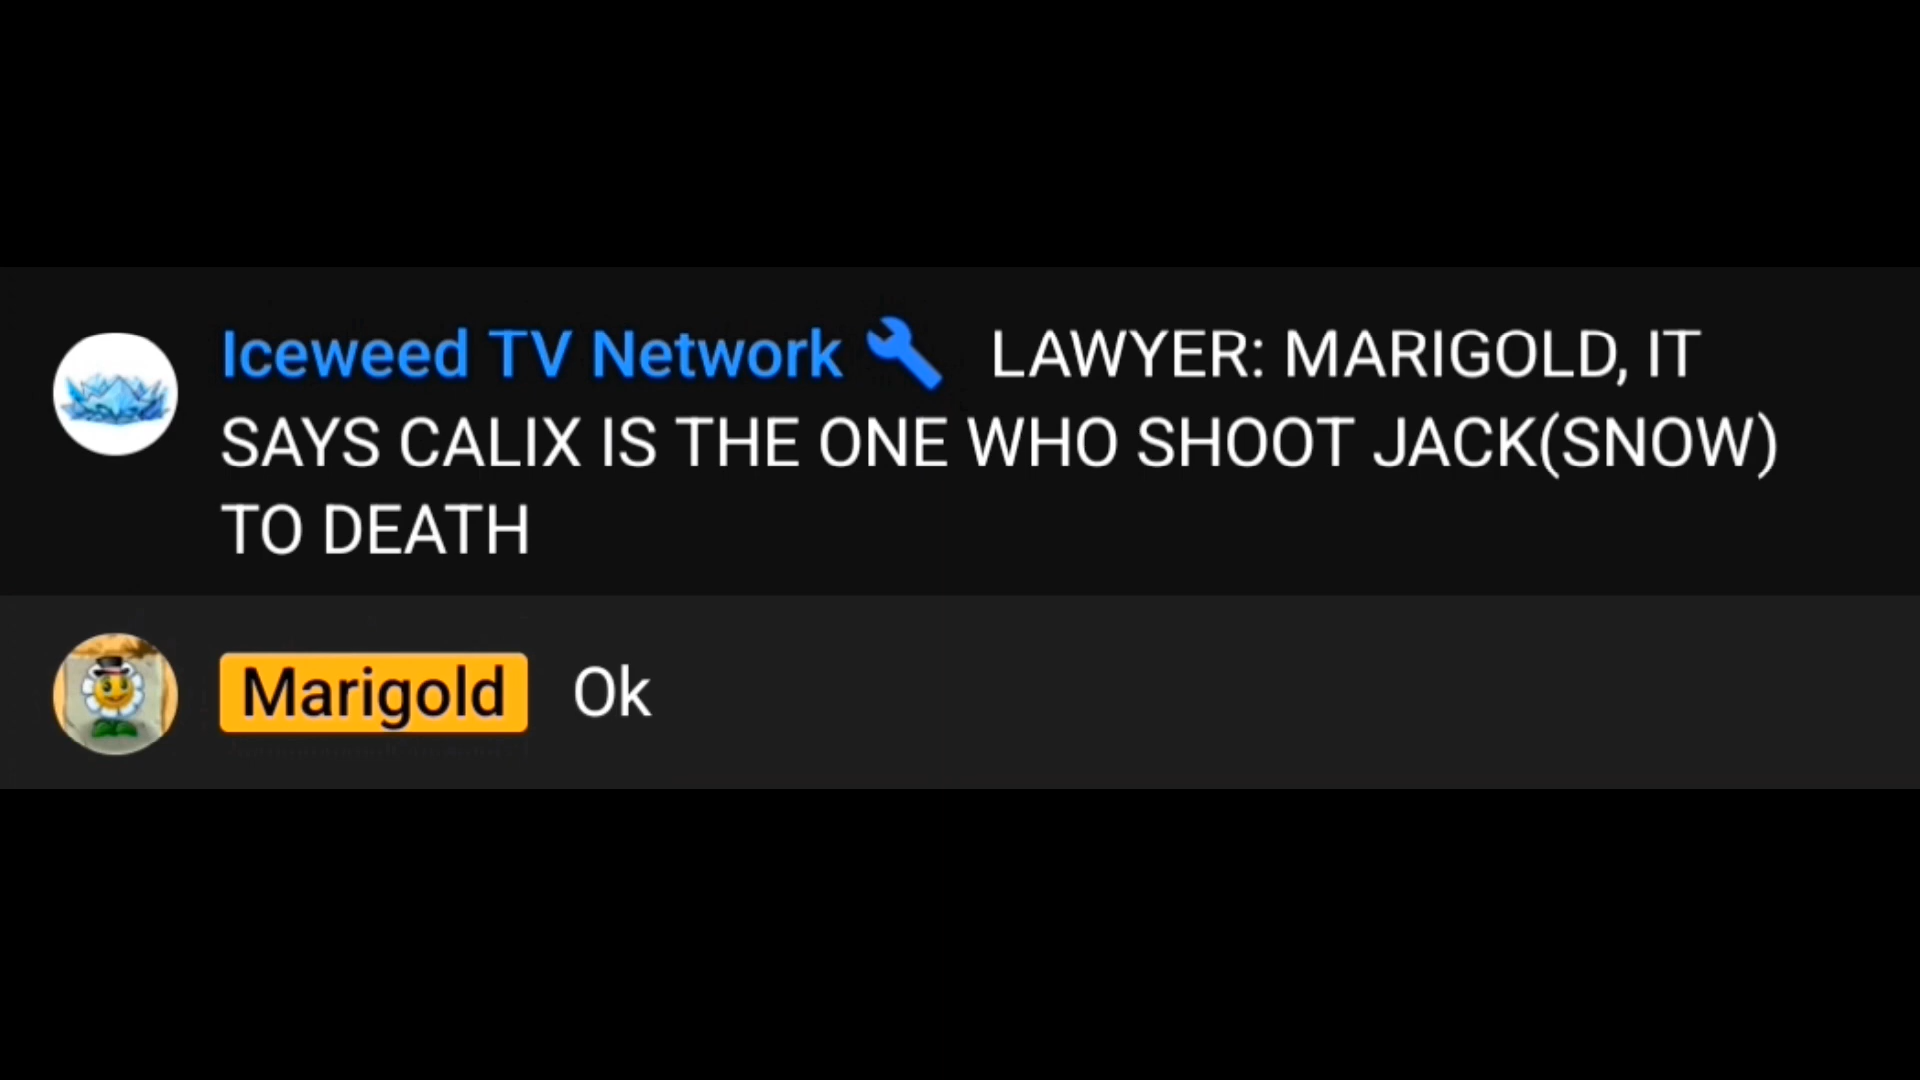 Iceweed TV Network LAWYER: MARIGOLD, IT
SAYS CALIX IS THE ONE WHO SHOOT JACK(SNOW)
TO DEATH
Marigold Ok